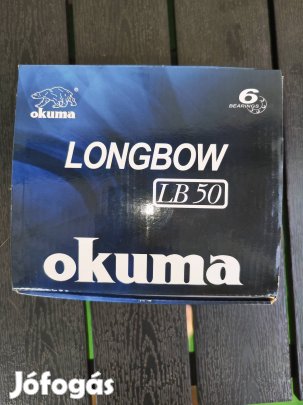 okuma ®
6
BEARINGS
LONGBOW
LB 50
okuma
Jófogás